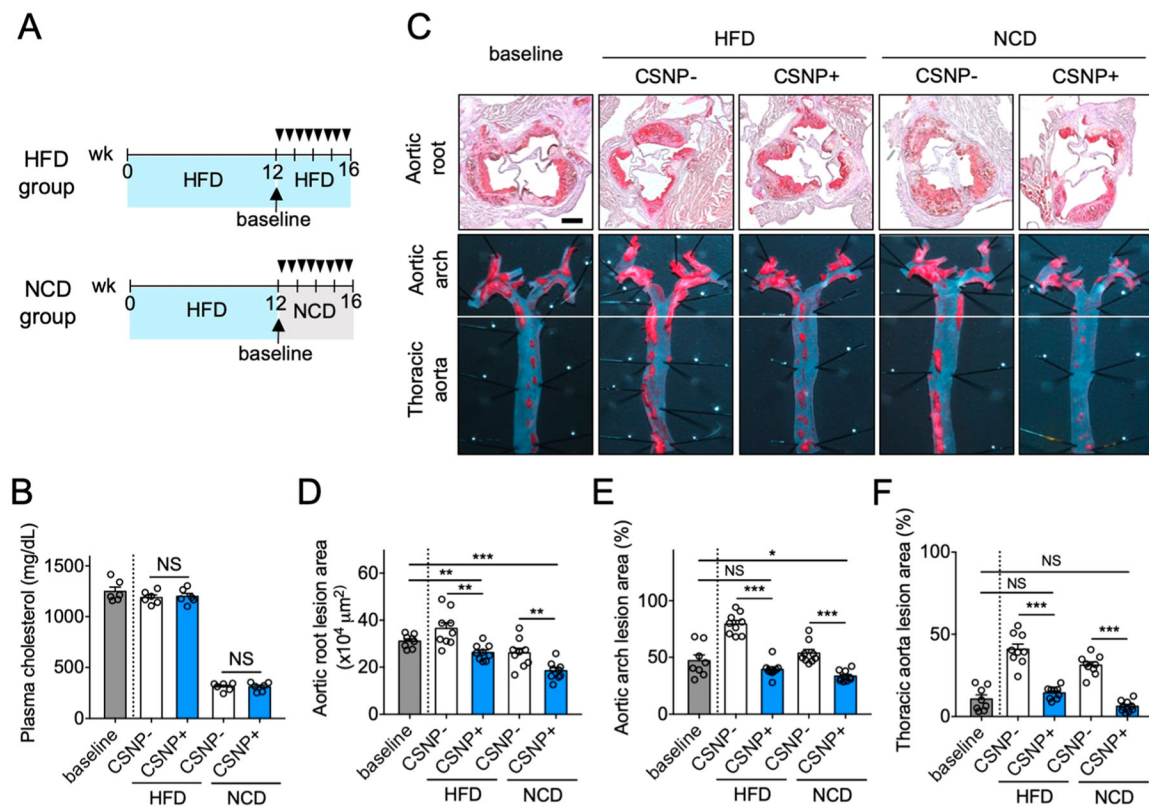 A
HFD
group
wk
0
12
16
HFD
HFD
baseline
NCD
group
wk
0
12
16
HFD
NCD
baseline
C
baseline
HFD
NCD
CSNP-
CSNP+
CSNP-
CSNP+
Aortic
root
Aortic
arch
Thoracic
aorta
B
Plasma cholesterol (mg/dL)
1500
1200
900
500
0
NS
NS
baseline
CSNP-
CSNP+
CSNP-
CSNP+
HFD
NCD
D
Aortic root lesion area
(x10⁴ μm²)
60
40
20
0
***
**
**
**
baseline
CSNP-
CSNP+
CSNP-
CSNP+
HFD
NCD
E
Aortic arch lesion area (%)
100
50
0
*
NS
***
***
baseline
CSNP-
CSNP+
CSNP-
CSNP+
HFD
NCD
F
Thoracic aorta lesion area (%)
100
50
0
NS
NS
***
***
baseline
CSNP-
CSNP+
CSNP-
CSNP+
HFD
NCD